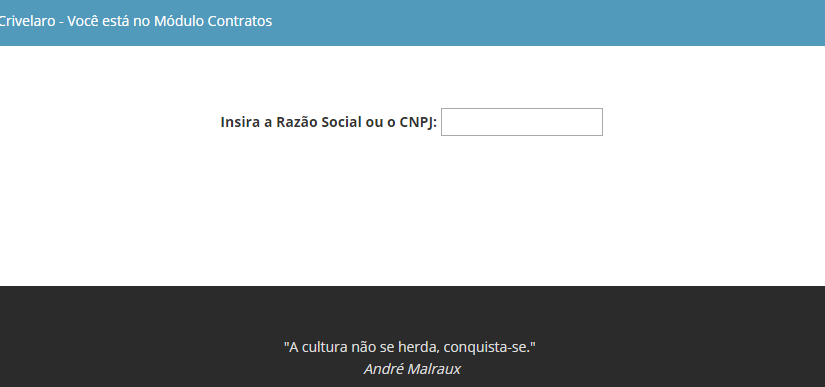 Crivelaro - Você está no Módulo Contratos
Insira a Razão Social ou o CNPJ:
"A cultura não se herda, conquista-se."
André Malraux